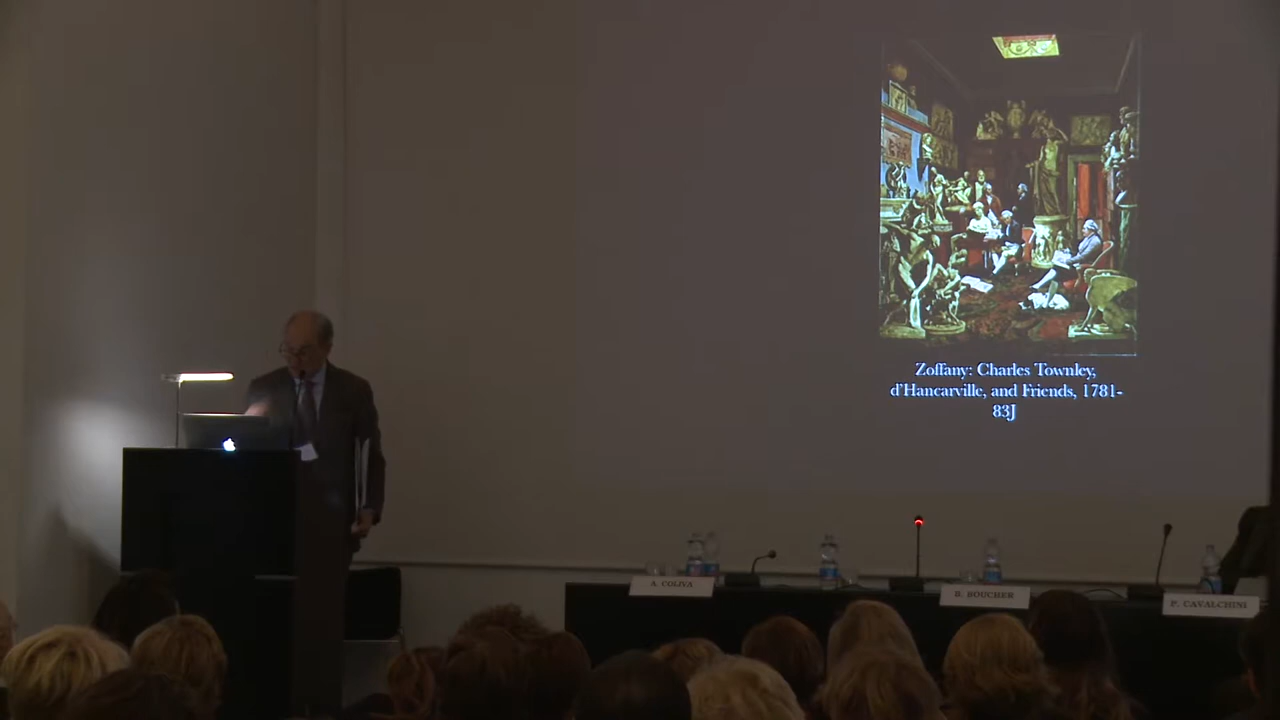 Zoffany: Charles Townley,
d'Hancarville, and Friends, 1781-
83J
A. COLIVA
B. BOUCHER
P. CAVALCHINI